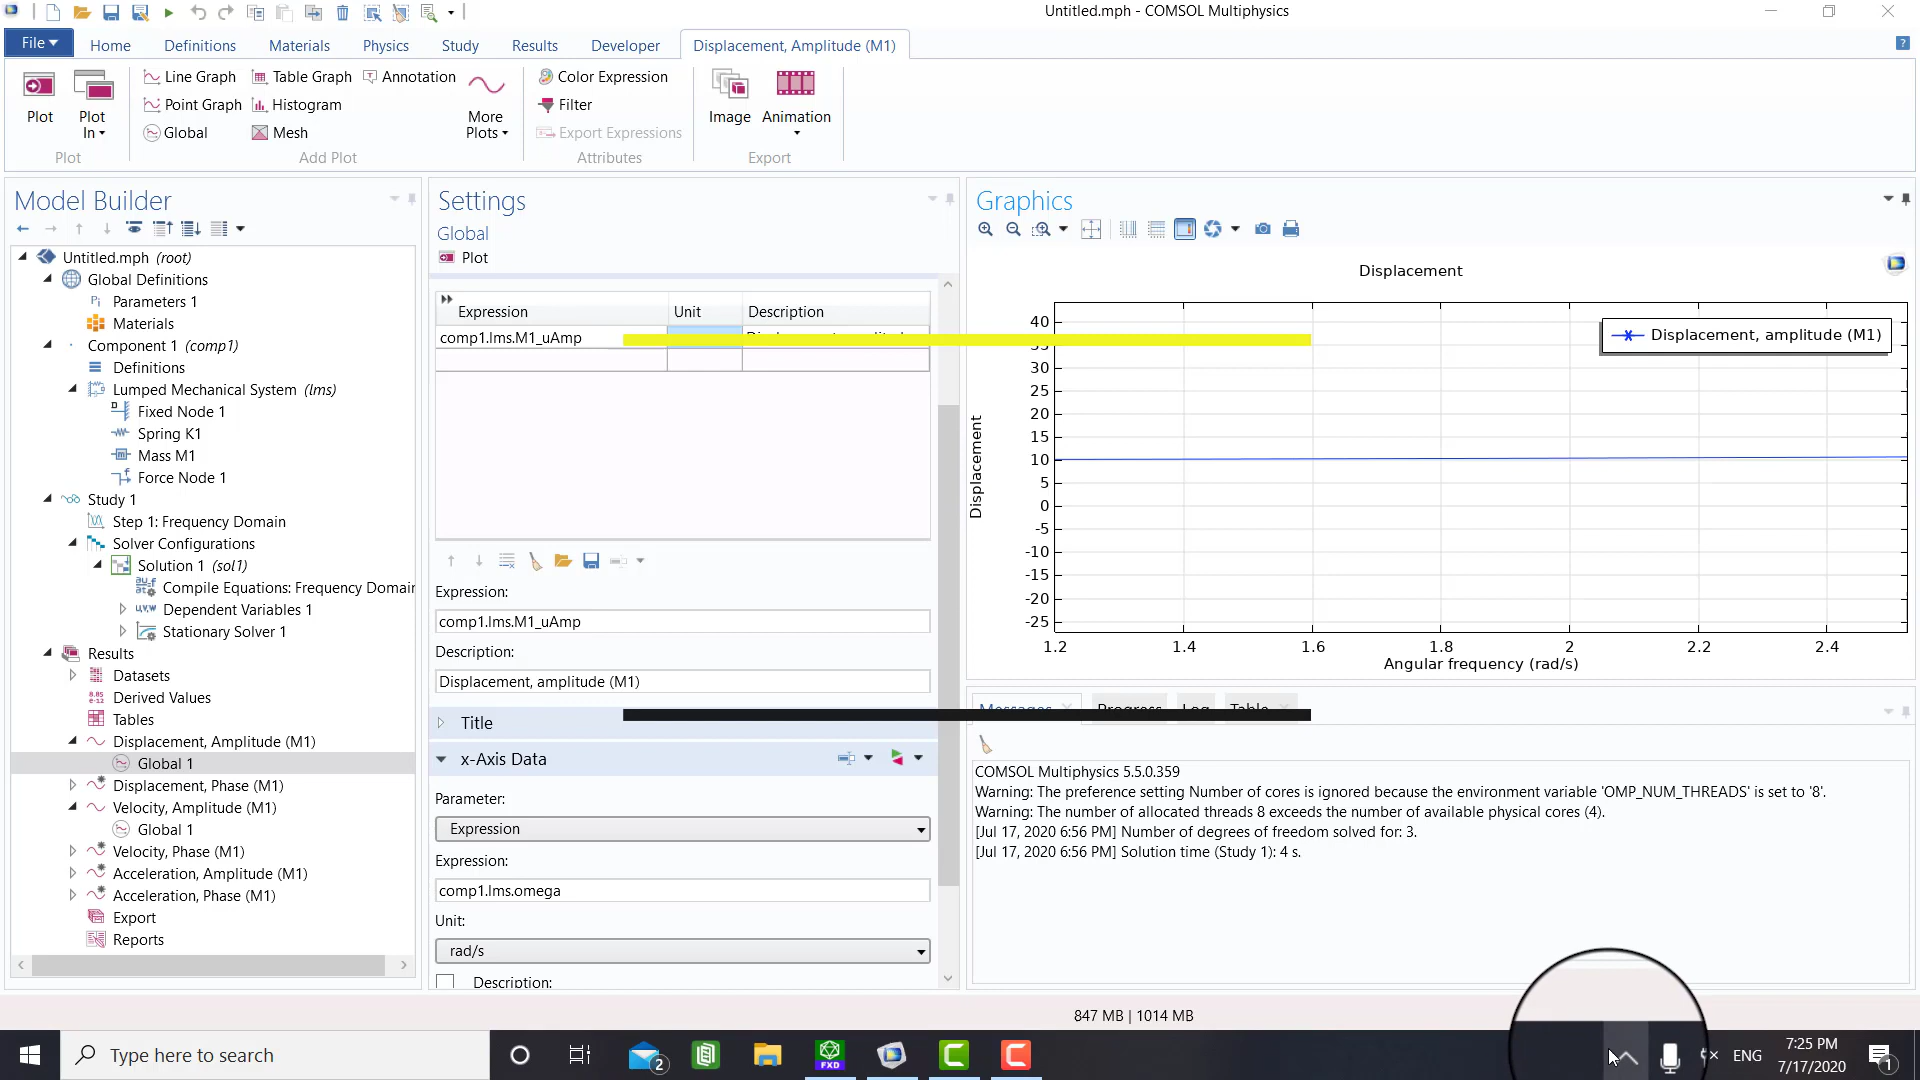 Untitled.mph - COMSOL Multiphysics
File
Home
Definitions
Materials
Physics
Study
Results
Developer
Displacement, Amplitude (M1)
?
Plot
Plot
In
Plot
Line Graph
Table Graph
Annotation
Point Graph
Histogram
Global
Mesh
More
Plots
Add Plot
Color Expression
Filter
Export Expressions
Attributes
Image
Animation
Export
Model Builder
Untitled.mph (root)
Global Definitions
Parameters 1
Materials
Component 1 (comp1)
Definitions
Lumped Mechanical System (lms)
Fixed Node 1
Spring K1
Mass M1
Force Node 1
Study 1
Step 1: Frequency Domain
Solver Configurations
Solution 1 (sol1)
Compile Equations: Frequency Domain
Dependent Variables 1
Stationary Solver 1
Results
Datasets
Derived Values
Tables
Displacement, Amplitude (M1)
Global 1
Displacement, Phase (M1)
Velocity, Amplitude (M1)
Global 1
Velocity, Phase (M1)
Acceleration, Amplitude (M1)
Acceleration, Phase (M1)
Export
Reports
Settings
Global
Plot
Expression Unit Description
comp1.lms.M1_uAmp
Expression:
comp1.lms.M1_uAmp
Description:
Displacement, amplitude (M1)
Title
x-Axis Data
Parameter:
Expression
Expression:
comp1.lms.omega
Unit:
rad/s
Description:
Graphics
Displacement
Displacement, amplitude (M1)
40
35
30
25
20
15
10
5
0
-5
-10
-15
-20
-25
Displacement
1.2 1.4 1.6 1.8 2 2.2 2.4
Angular frequency (rad/s)
Messages Progress Log Table
COMSOL Multiphysics 5.5.0.359
Warning: The preference setting Number of cores is ignored because the environment variable 'OMP_NUM_THREADS' is set to '8'.
Warning: The number of allocated threads 8 exceeds the number of available physical cores (4).
[Jul 17, 2020 6:56 PM] Number of degrees of freedom solved for: 3.
[Jul 17, 2020 6:56 PM] Solution time (Study 1): 4 s.
847 MB | 1014 MB
Type here to search
2
FXD
ENG
7:25 PM
7/17/2020
1